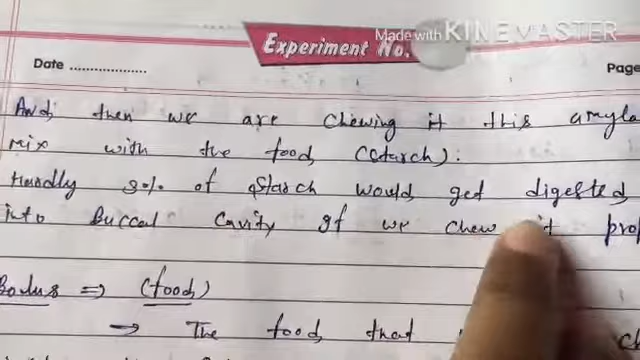 Made with KINEMASTER
Experiment No.
Date
Page
And, then we are chewing it this amyla
mix with the food, (starch):
Hardly 30% of starch would get digested,
into Buccal cavity if we chew it prop
Bolus ⇒ (food)
→ The food that